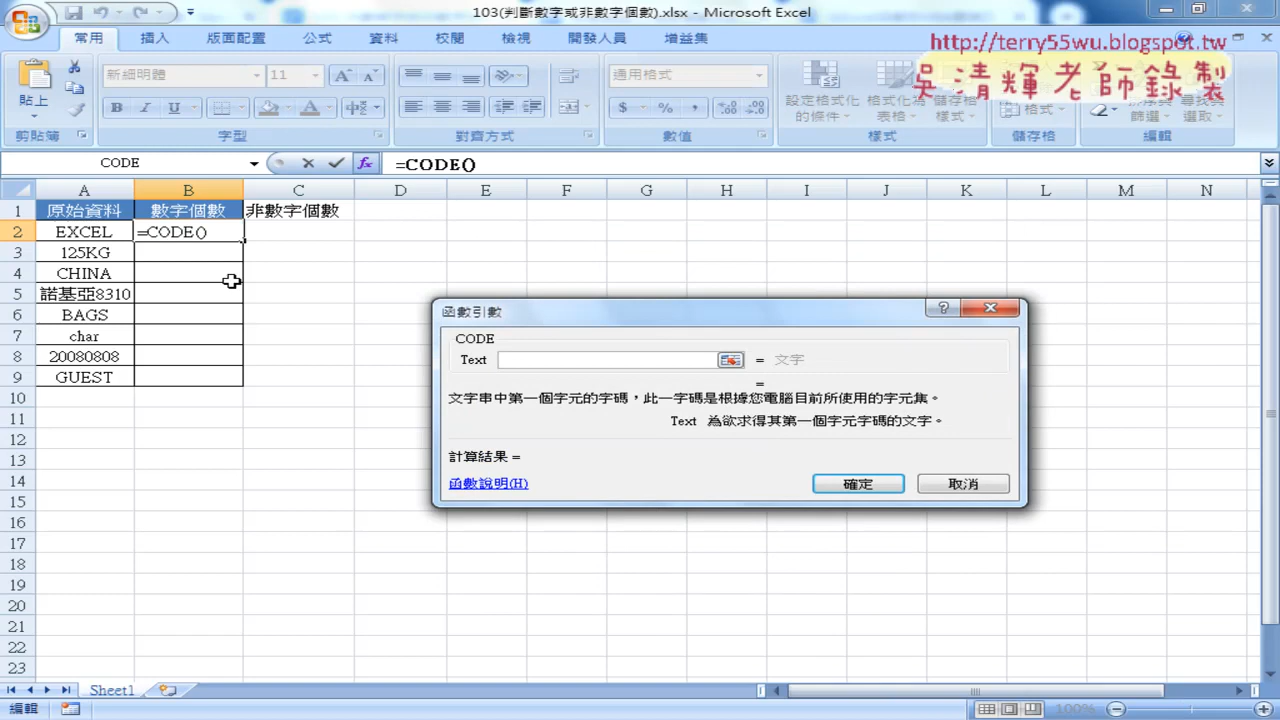 103(判斷數字或非數字個數).xlsx - Microsoft Excel
常用 插入 版面配置 公式 資料 校閱 檢視 開發人員 增益集
http://terry55wu.blogspot.tw
吳清輝老師錄製
新細明體 11 通用格式
貼上 設定格式化的條件 格式化為表格 儲存格樣式 格式
剪貼簿 字型 對齊方式 數值 樣式 儲存格 編輯
CODE =CODE()
A B C D E F G H I J K L M N
1 原始資料 數字個數 非數字個數
2 EXCEL =CODE()
3 125KG
4 CHINA
5 諾基亞8310
6 BAGS
7 char
8 20080808
9 GUEST
10
11
12
13
14
15
16
17
18
19
20
21
22
23
函數引數
CODE
Text = 文字
=
文字串中第一個字元的字碼，此一字碼是根據您電腦目前所使用的字元集。
Text 為欲求得其第一個字元字碼的文字。
計算結果 =
函數說明(H) 確定 取消
Sheet1
編輯 100%